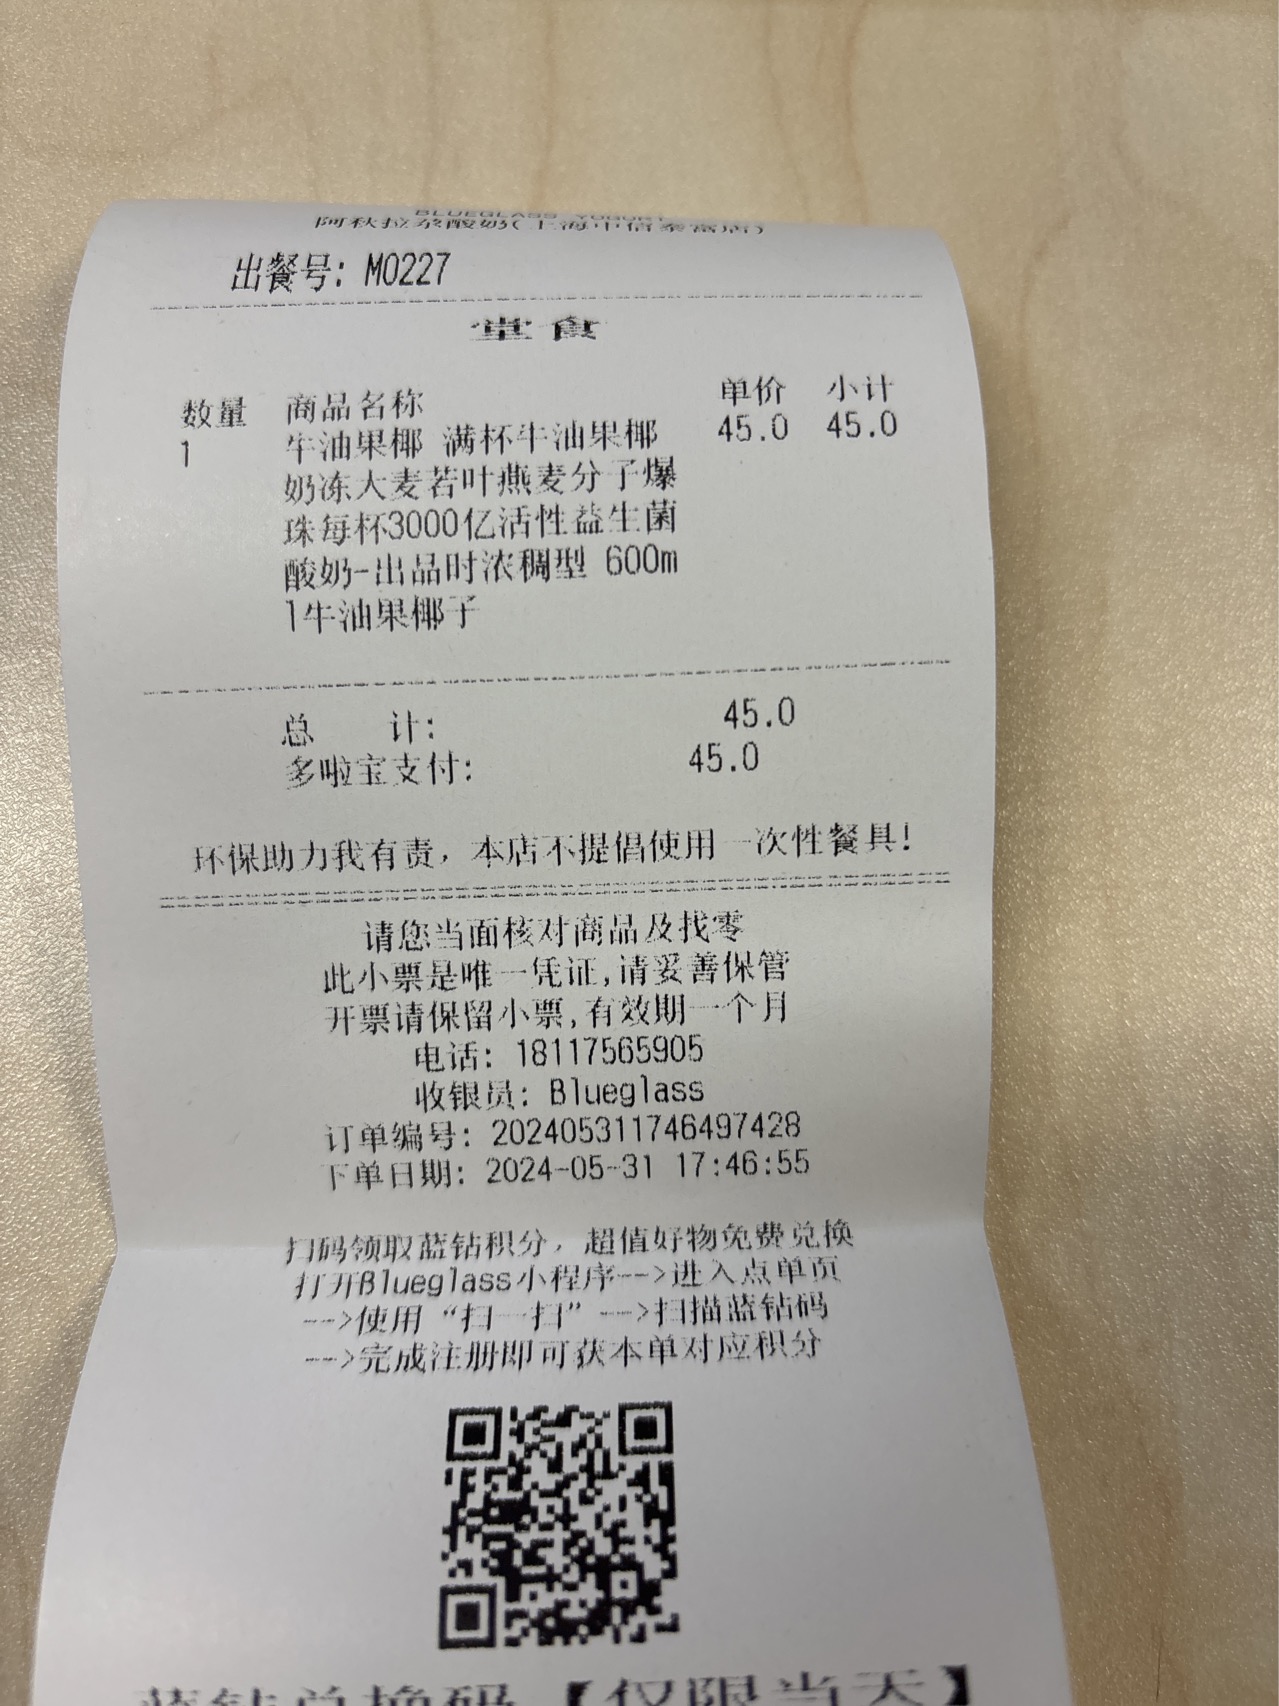 BLUEGLASS YOGURT
阿秋拉尕酸奶(上海中信泰富店)
出餐号: M0227
堂食
数量 商品名称 单价 小计
1 牛油果椰 满杯牛油果椰 45.0 45.0
奶冻大麦若叶燕麦分子爆
珠每杯3000亿活性益生菌
酸奶-出品时浓稠型 600m
l牛油果椰子
总 计: 45.0
多啦宝支付: 45.0
环保助力我有责，本店不提倡使用一次性餐具!
请您当面核对商品及找零
此小票是唯一凭证,请妥善保管
开票请保留小票,有效期一个月
电话: 18117565905
收银员: Blueglass
订单编号: 202405311746497428
下单日期: 2024-05-31 17:46:55
扫码领取蓝钻积分，超值好物免费兑换
打开Blueglass小程序-->进入点单页
-->使用“扫一扫”-->扫描蓝钻码
-->完成注册即可获本单对应积分
蓝钻兑换码【仅限当天】